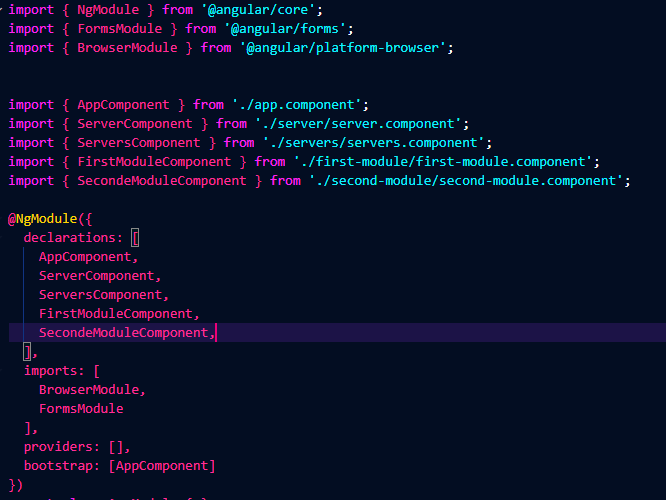 import { NgModule } from '@angular/core';
import { FormsModule } from '@angular/forms';
import { BrowserModule } from '@angular/platform-browser';
import { AppComponent } from './app.component';
import { ServerComponent } from './server/server.component';
import { ServersComponent } from './servers/servers.component';
import { FirstModuleComponent } from './first-module/first-module.component';
import { SecondeModuleComponent } from './second-module/second-module.component';
@NgModule({
declarations: [
AppComponent,
ServerComponent,
ServersComponent,
FirstModuleComponent,
SecondeModuleComponent,
],
imports: [
BrowserModule,
FormsModule
],
providers: [],
bootstrap: [AppComponent]
})